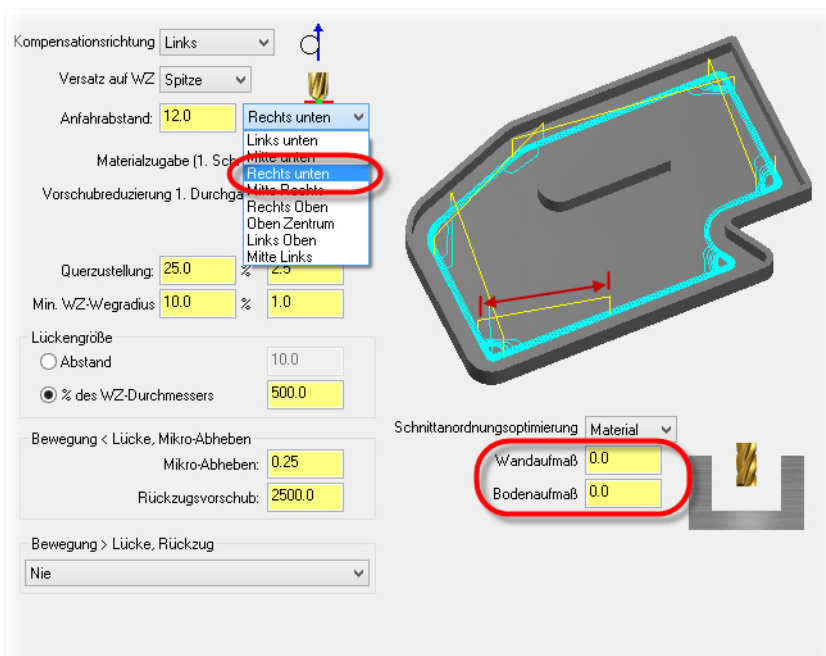 Kompensationsrichtung Links
Versatz auf WZ Spitze
Anfahrabstand: 12.0 Rechts unten
Links unten
Materialzugabe (1. Sch Mitte unten
Rechts unten
Vorschubreduzierung 1. Durchga Mitte Rechts
Rechts Oben
Oben Zentrum
Links Oben
Mitte Links
Querzustellung: 25.0 % 2.5
Min. WZ-Wegradius 10.0 % 1.0
Lückengröße
Abstand 10.0
% des WZ-Durchmessers 500.0
Bewegung < Lücke, Mikro-Abheben
Mikro-Abheben: 0.25
Rückzugsvorschub: 2500.0
Bewegung > Lücke, Rückzug
Nie
Schnittanordnungsoptimierung Material
Wandaufmaß 0.0
Bodenaufmaß 0.0